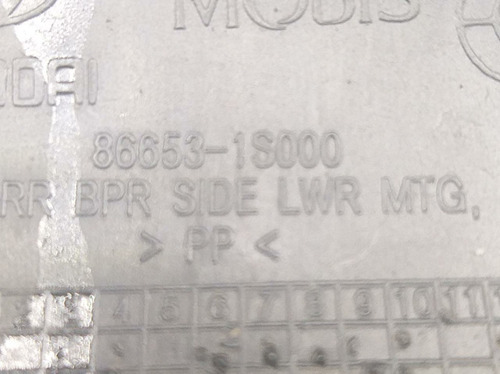 MOBIS
86653-1S000
RR BPR SIDE LWR MTG,
> PP <
4 5 6 7 8 9 10 11